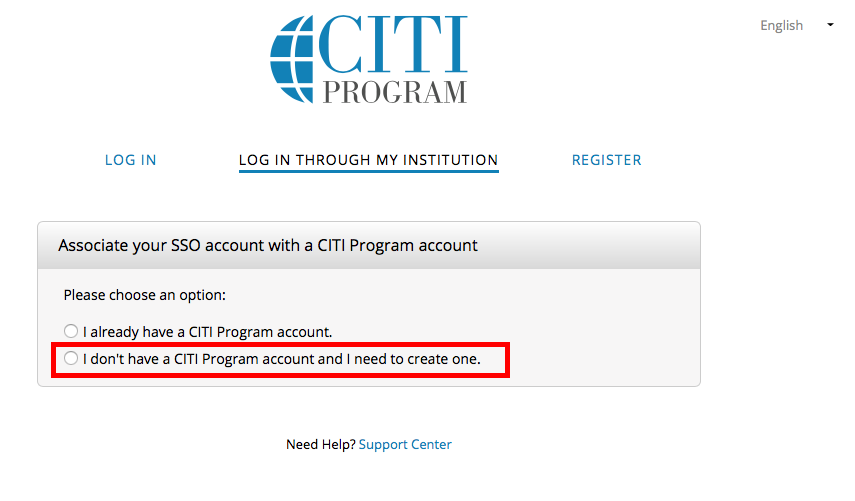 English
CITI
PROGRAM
LOG IN
LOG IN THROUGH MY INSTITUTION
REGISTER
Associate your SSO account with a CITI Program account
Please choose an option:
I already have a CITI Program account.
I don't have a CITI Program account and I need to create one.
Need Help? Support Center